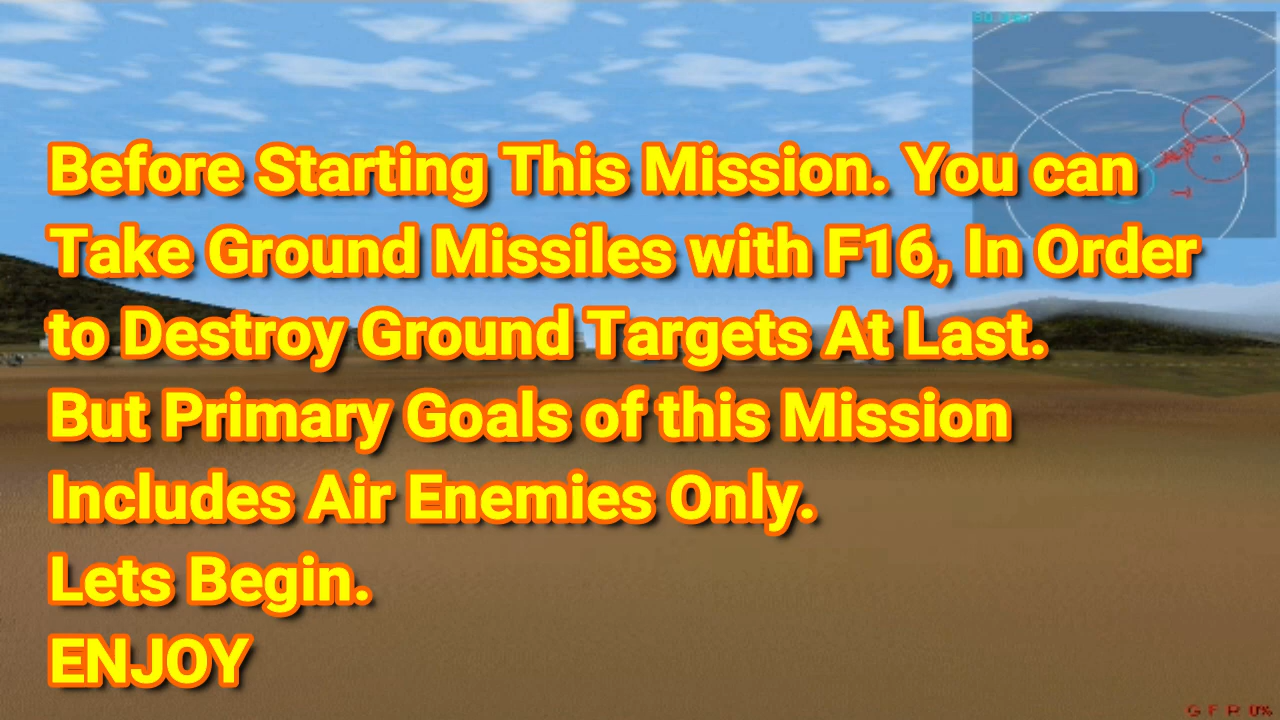 Before Starting This Mission. You can
Take Ground Missiles with F16, In Order
to Destroy Ground Targets At Last.
But Primary Goals of this Mission
Includes Air Enemies Only.
Lets Begin.
ENJOY
G F R 0%